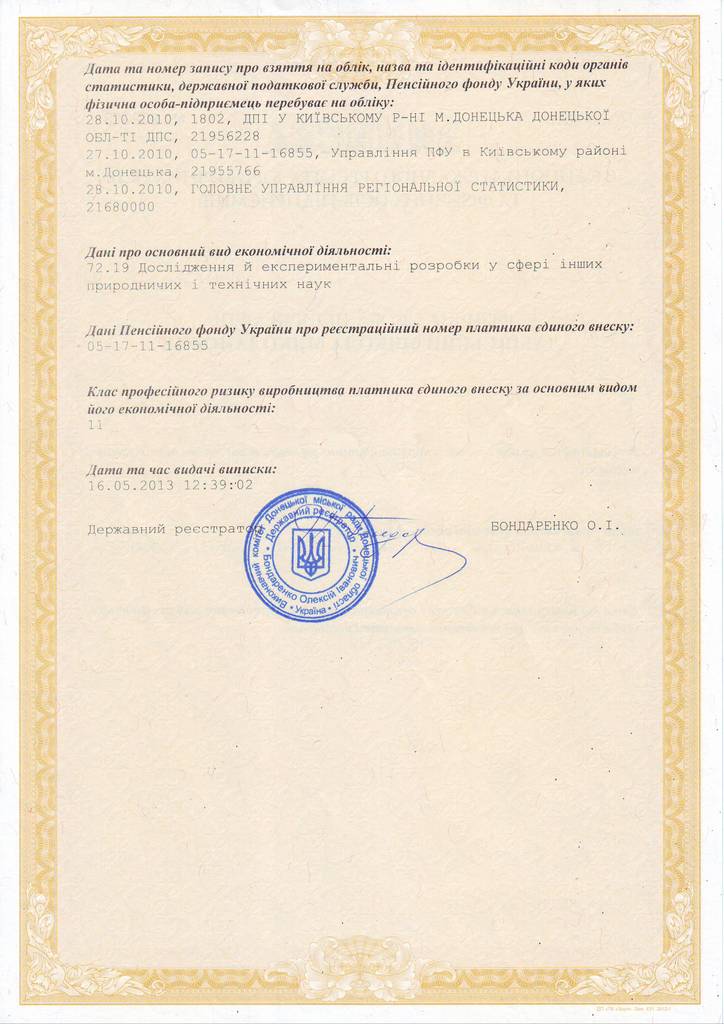 Дата та номер запису про взяття на облік, назва та ідентифікаційні коди органів
статистики, державної податкової служби, Пенсійного фонду України, у яких
фізична особа-підприємець перебуває на обліку:
28.10.2010, 1802, ДПІ У КИЇВСЬКОМУ Р-НІ М.ДОНЕЦЬКА ДОНЕЦЬКОЇ
ОБЛ-ТІ ДПС, 21956228
27.10.2010, 05-17-11-16855, Управління ПФУ в Київському районі
м.Донецька, 21955766
28.10.2010, ГОЛОВНЕ УПРАВЛІННЯ РЕГІОНАЛЬНОЇ СТАТИСТИКИ,
21680000
Дані про основний вид економічної діяльності:
72.19 Дослідження й експериментальні розробки у сфері інших
природничих і технічних наук
Дані Пенсійного фонду України про реєстраційний номер платника єдиного внеску:
05-17-11-16855
Клас професійного ризику виробництва платника єдиного внеску за основним видом
його економічної діяльності:
11
Дата та час видачі виписки:
16.05.2013 12:39:02
Державний реєстратор
БОНДАРЕНКО О.І.
Виконавчий комітет Донецької міської ради Донецької області • Україна •
Державний реєстратор • Бондаренко Олексій Іванович •